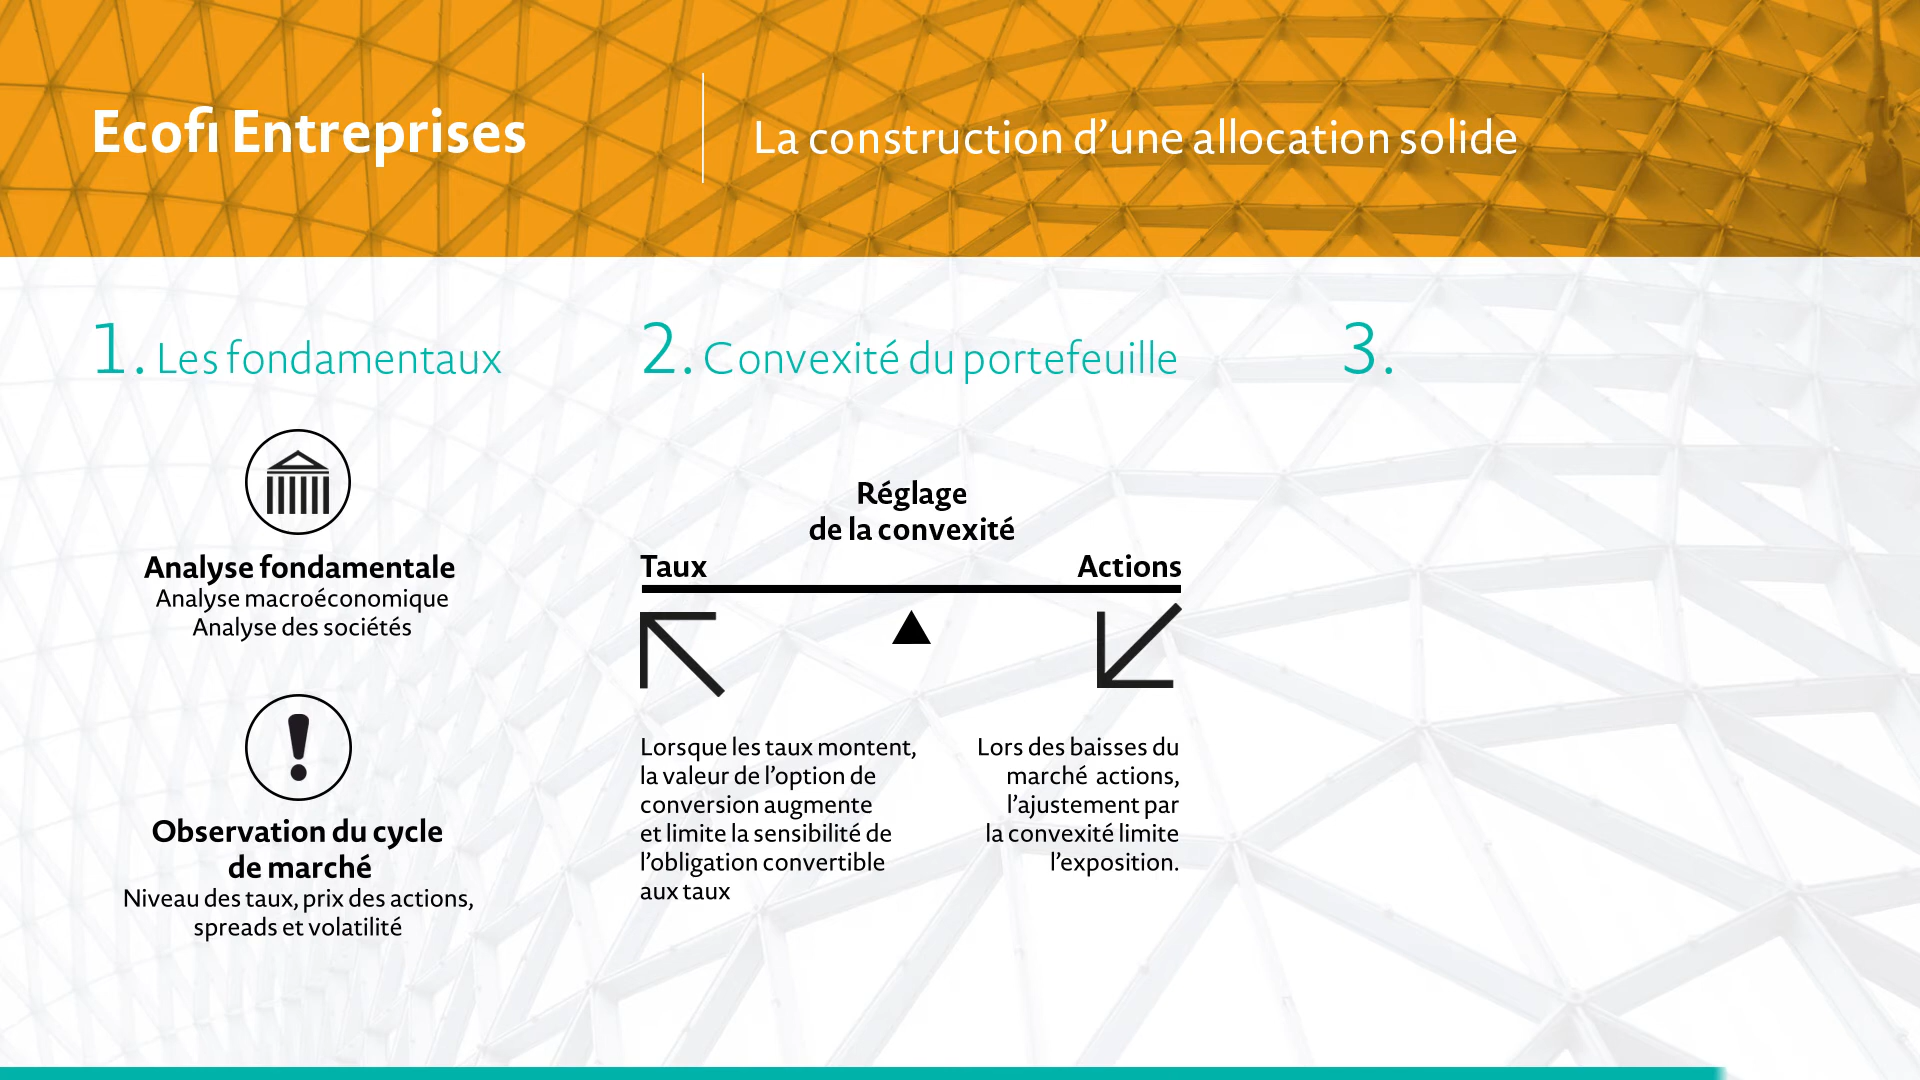 Ecofi Entreprises
La construction d’une allocation solide
1. Les fondamentaux
Analyse fondamentale
Analyse macroéconomique
Analyse des sociétés
Observation du cycle
de marché
Niveau des taux, prix des actions,
spreads et volatilité
2. Convexité du portefeuille
Réglage
de la convexité
Taux
Actions
Lorsque les taux montent,
la valeur de l’option de
conversion augmente
et limite la sensibilité de
l’obligation convertible
aux taux
Lors des baisses du
marché actions,
l’ajustement par
la convexité limite
l’exposition.
3.